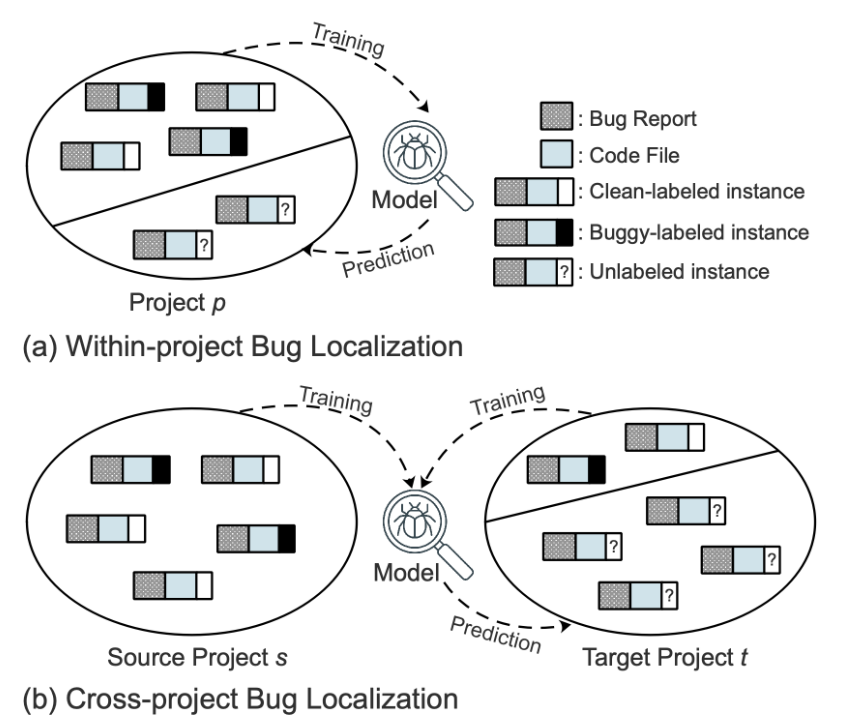 Training
?
?
Model
Prediction
Project p
: Bug Report
: Code File
: Clean-labeled instance
: Buggy-labeled instance
? : Unlabeled instance
(a) Within-project Bug Localization
Training
Training
?
?
?
?
Model
Prediction
Source Project s
Target Project t
(b) Cross-project Bug Localization